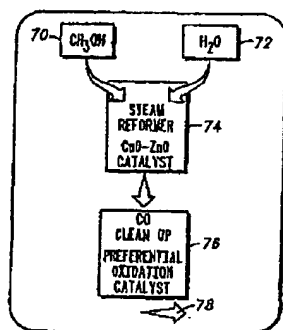 70 CH₃OH H₂O 72
STEAM
REFORMER 74
CuO-ZnO
CATALYST
CO
CLEAN UP 76
PREFERENTIAL
OXIDATION
CATALYST
78